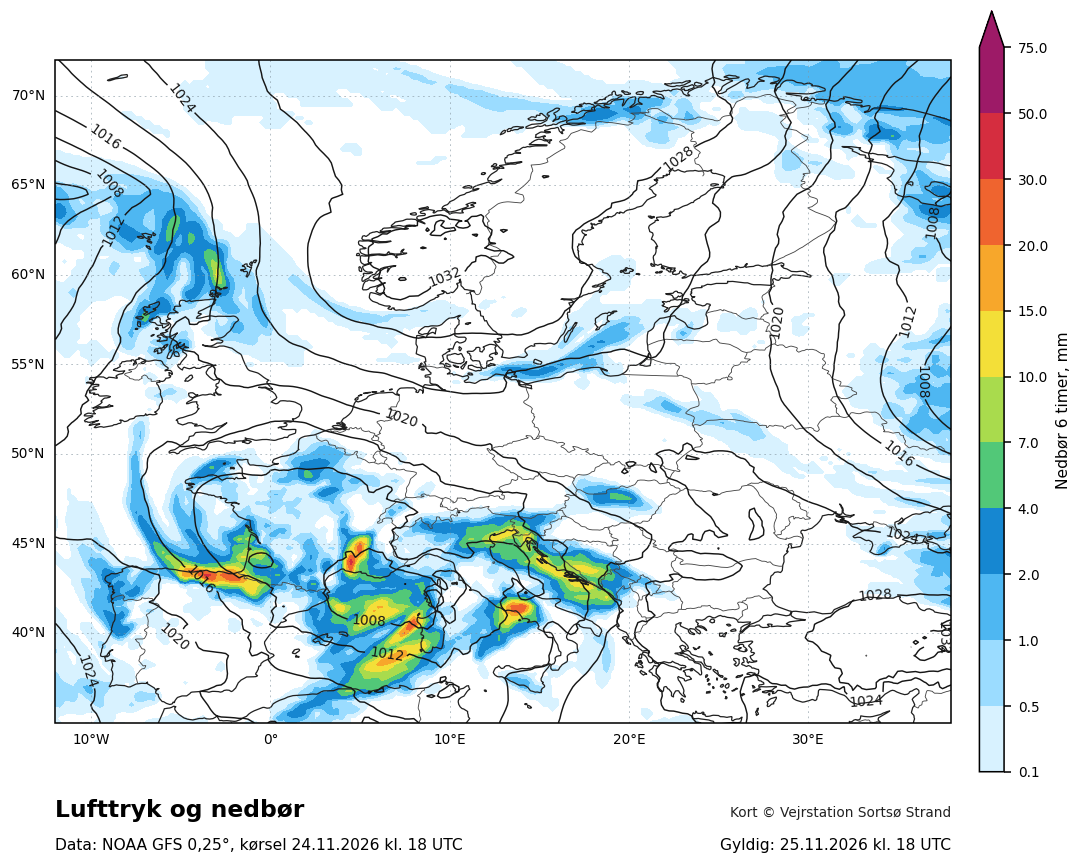 75.0
50.0
30.0
20.0
15.0
10.0
7.0
4.0
2.0
1.0
0.5
0.1
Nedbør 6 timer, mm
70°N
65°N
60°N
55°N
50°N
45°N
40°N
10°W
0°
10°E
20°E
30°E
1024
1016
1008
1012
1028
1032
1008
1020
1012
1008
1020
1016
1024
1016
1008
1028
1020
1012
1024
1024
Lufttryk og nedbør
Kort © Vejrstation Sortsø Strand
Data: NOAA GFS 0,25°, kørsel 24.11.2026 kl. 18 UTC
Gyldig: 25.11.2026 kl. 18 UTC